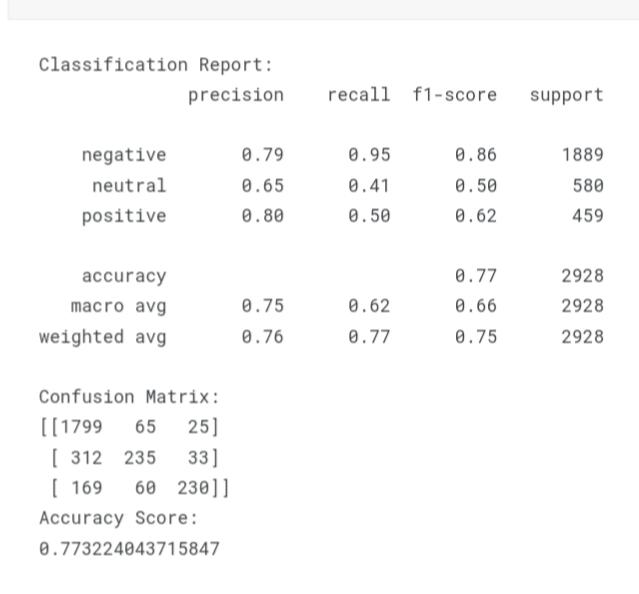 Classification Report:
              precision    recall  f1-score   support

    negative       0.79      0.95      0.86      1889
     neutral       0.65      0.41      0.50       580
    positive       0.80      0.50      0.62       459

    accuracy                           0.77      2928
   macro avg       0.75      0.62      0.66      2928
weighted avg       0.76      0.77      0.75      2928

Confusion Matrix:
[[1799   65   25]
 [ 312  235   33]
 [ 169   60  230]]
Accuracy Score:
0.773224043715847